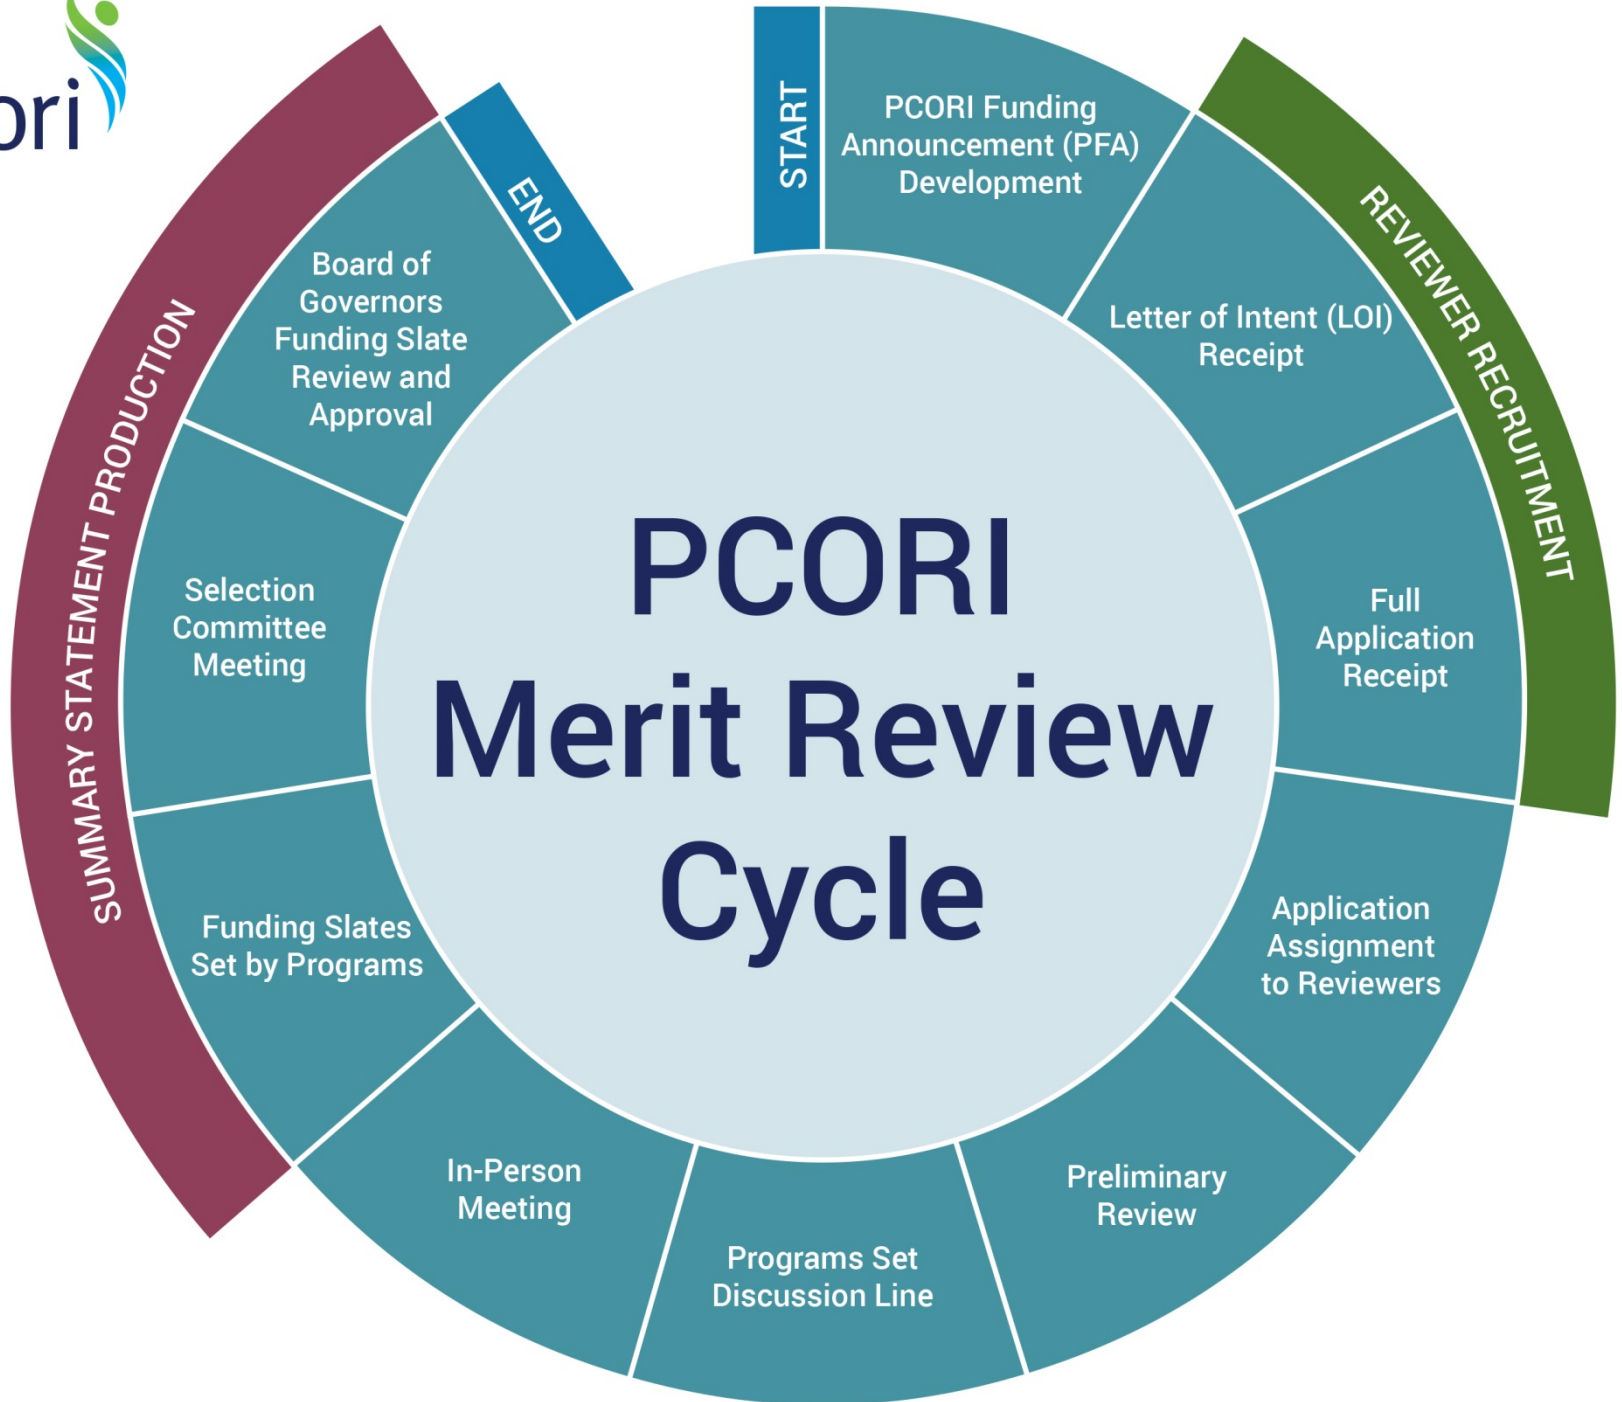 ori
START
PCORI Funding
Announcement (PFA)
Development
Letter of Intent (LOI)
Receipt
REVIEWER RECRUITMENT
Full
Application
Receipt
Application
Assignment
to Reviewers
Preliminary
Review
Programs Set
Discussion Line
In-Person
Meeting
Funding Slates
Set by Programs
Selection
Committee
Meeting
Board of
Governors
Funding Slate
Review and
Approval
SUMMARY STATEMENT PRODUCTION
END
PCORI
Merit Review
Cycle